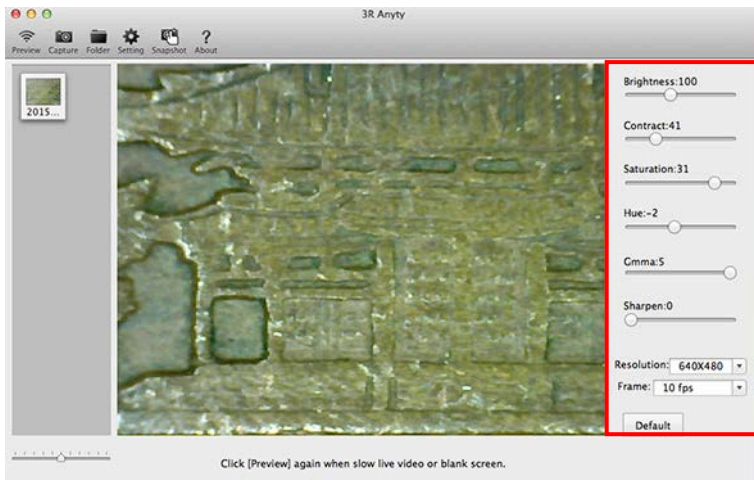 3R Anyty
Preview Capture Folder Setting Snapshot About
2015...
Brightness:100
Contract:41
Saturation:31
Hue:-2
Gmma:5
Sharpen:0
Resolution: 640X480
Frame: 10 fps
Default
Click [Preview] again when slow live video or blank screen.